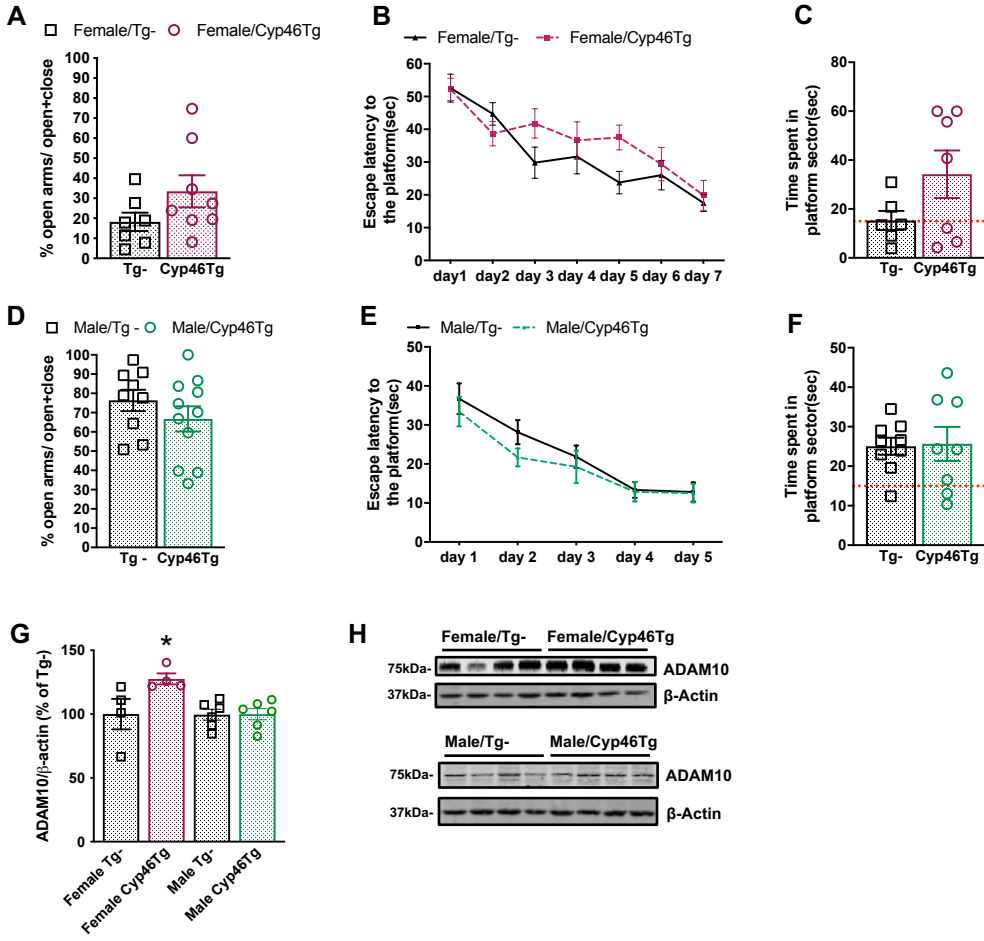 A
Female/Tg- Female/Cyp46Tg
% open arms/ open+close
100
90
80
70
60
50
40
30
20
10
0
Tg- Cyp46Tg
B
Female/Tg- Female/Cyp46Tg
Escape latency to
the platform(sec)
60
50
40
30
20
10
0
day1 day2 day 3 day 4 day 5 day 6 day 7
C
Time spent in
platform sector(sec)
80
60
40
20
0
Tg- Cyp46Tg
D
Male/Tg - Male/Cyp46Tg
% open arms/ open+close
100
90
80
70
60
50
40
30
20
10
0
Tg - Cyp46Tg
E
Male/Tg- Male/Cyp46Tg
Escape latency to
the platform(sec)
50
40
30
20
10
0
day 1 day 2 day 3 day 4 day 5
F
Time spent in
platform sector(sec)
50
40
30
20
10
0
Tg- Cyp46Tg
G
*
ADAM10/β-actin (% of Tg-)
150
100
50
0
Female Tg-
Female Cyp46Tg
Male Tg-
Male Cyp46Tg
H
Female/Tg- Female/Cyp46Tg
75kDa- ADAM10
37kDa- β-Actin
Male/Tg- Male/Cyp46Tg
75kDa- ADAM10
37kDa- β-Actin